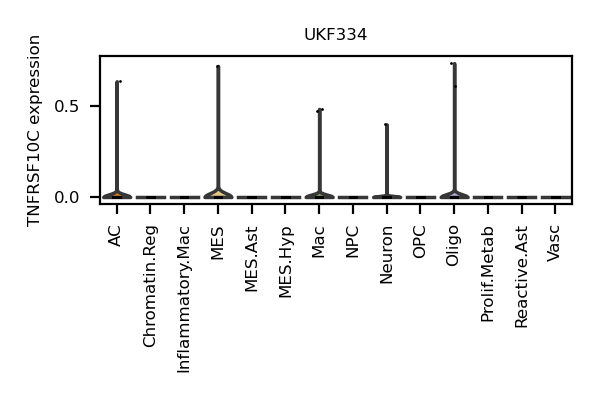 UKF334
TNFRSF10C expression
0.5
0.0
AC
Chromatin.Reg
Inflammatory.Mac
MES
MES.Ast
MES.Hyp
Mac
NPC
Neuron
OPC
Oligo
Prolif.Metab
Reactive.Ast
Vasc